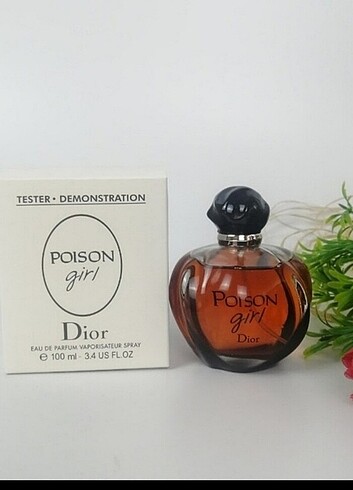 TESTER • DEMONSTRATION
POISON
girl
Dior
EAU DE PARFUM VAPORISATEUR SPRAY
℮ 100 ml · 3.4 US FL.OZ
POISON
girl
Dior